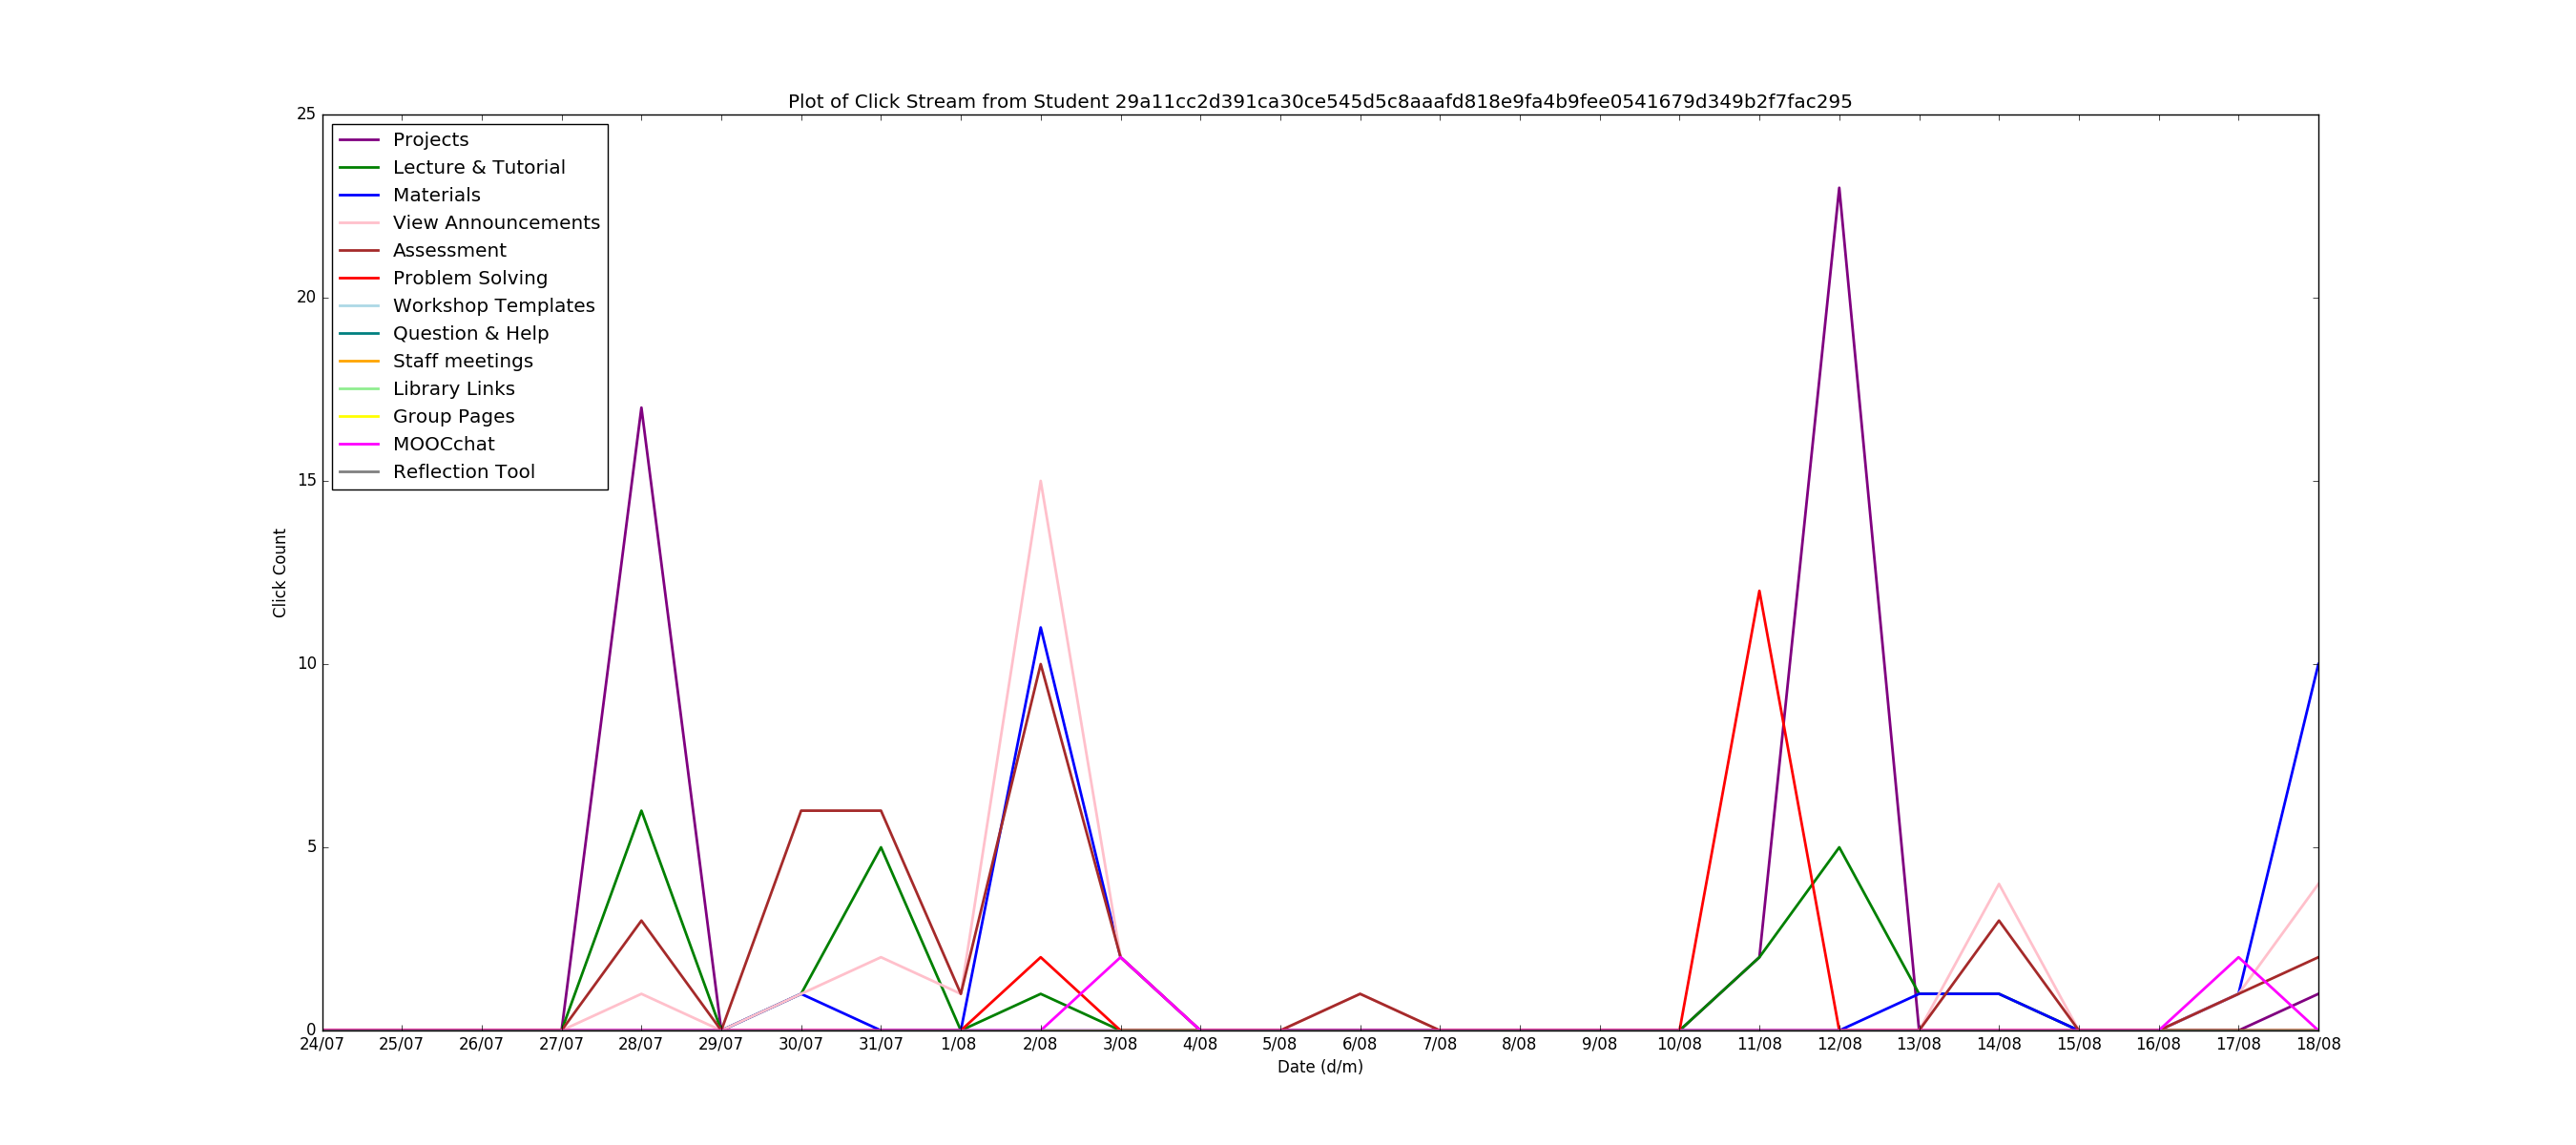 Plot of Click Stream from Student 29a11cc2d391ca30ce545d5c8aaafd818e9fa4b9fee0541679d349b2f7fac295
25
20
15
10
5
0
Click Count
Projects
Lecture & Tutorial
Materials
View Announcements
Assessment
Problem Solving
Workshop Templates
Question & Help
Staff meetings
Library Links
Group Pages
MOOCchat
Reflection Tool
24/07 25/07 26/07 27/07 28/07 29/07 30/07 31/07 1/08 2/08 3/08 4/08 5/08 6/08 7/08 8/08 9/08 10/08 11/08 12/08 13/08 14/08 15/08 16/08 17/08 18/08
Date (d/m)